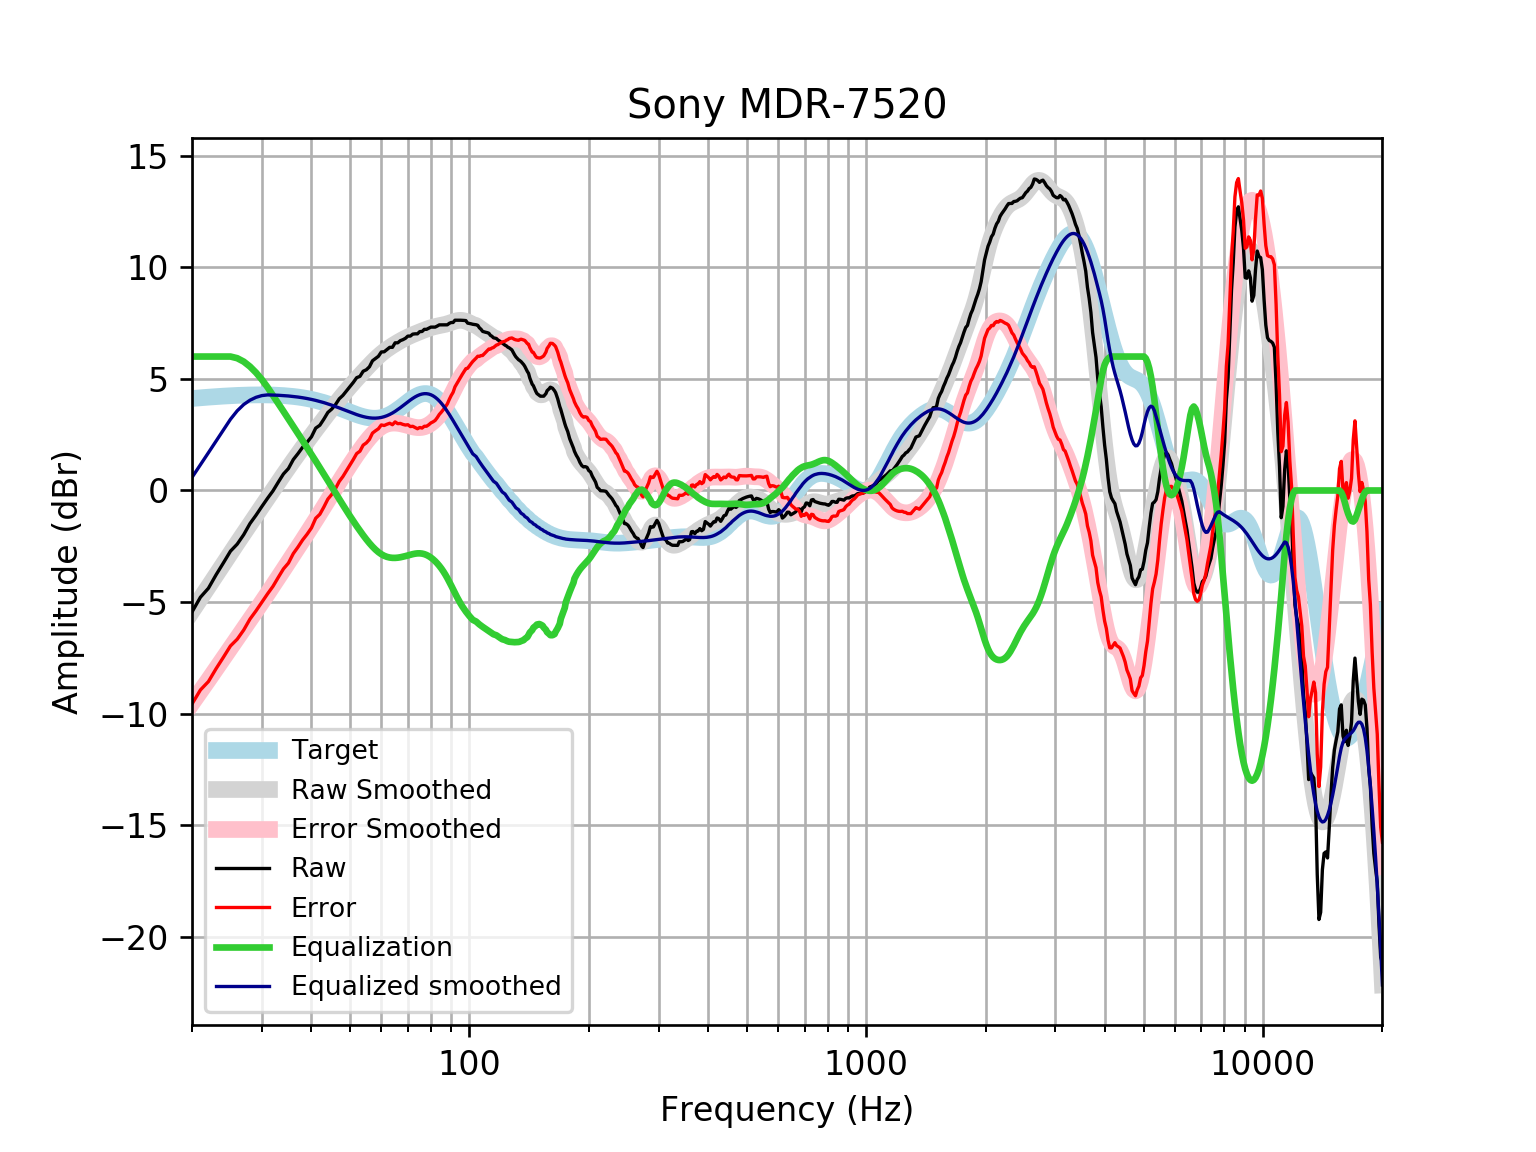 Sony MDR-7520
15
10
5
0
−5
−10
−15
−20
Amplitude (dBr)
Target
Raw Smoothed
Error Smoothed
Raw
Error
Equalization
Equalized smoothed
100
1000
10000
Frequency (Hz)